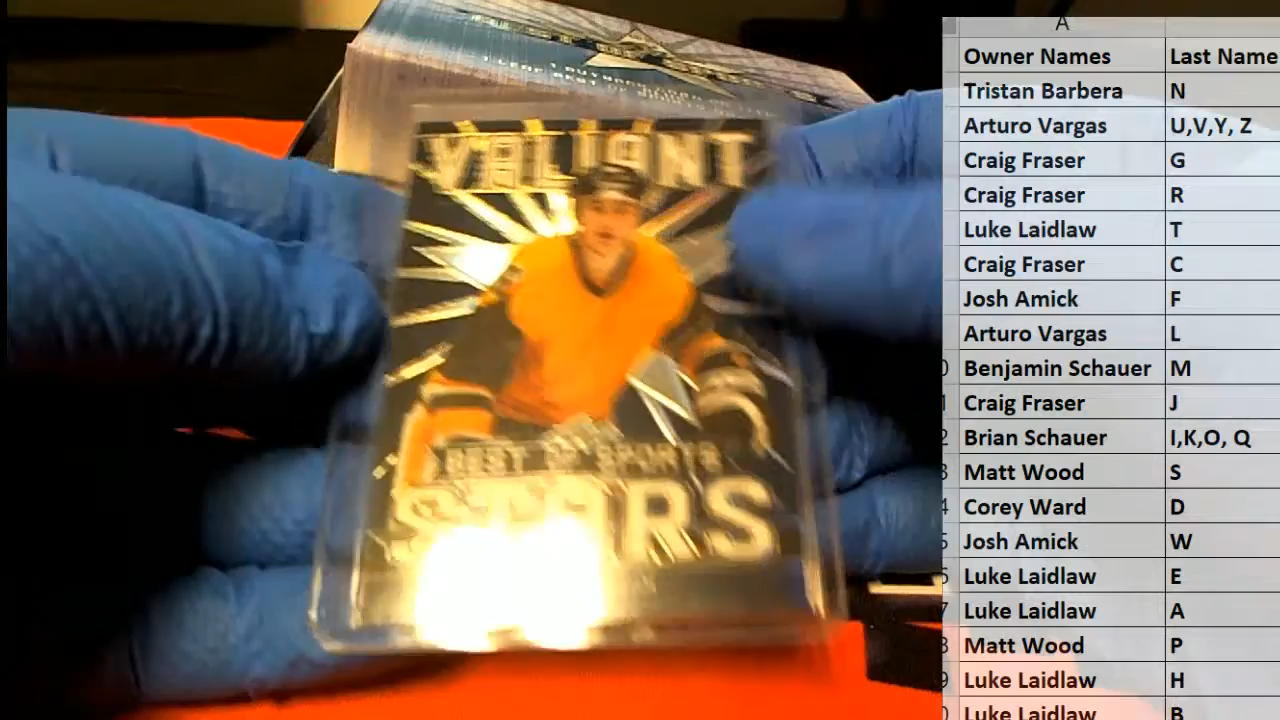 VALIANT
BEST OF SPORTS
STARS
A
Owner Names Last Name
Tristan Barbera N
Arturo Vargas U,V,Y, Z
Craig Fraser G
Craig Fraser R
Luke Laidlaw T
Craig Fraser C
Josh Amick F
Arturo Vargas L
Benjamin Schauer M
Craig Fraser J
Brian Schauer I,K,O, Q
Matt Wood S
Corey Ward D
Josh Amick W
Luke Laidlaw E
Luke Laidlaw A
Matt Wood P
Luke Laidlaw H
Luke Laidlaw B